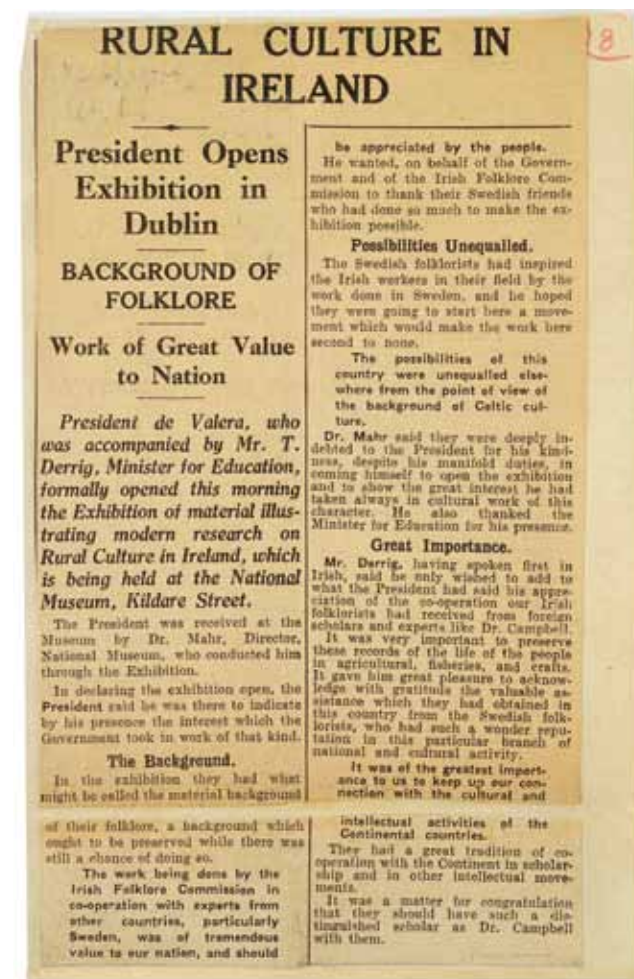 RURAL CULTURE IN
IRELAND
8
President Opens
Exhibition in
Dublin
BACKGROUND OF
FOLKLORE
Work of Great Value
to Nation
President de Valera, who
was accompanied by Mr. T.
Derrig, Minister for Education,
formally opened this morning
the Exhibition of material illus-
trating modern research on
Rural Culture in Ireland, which
is being held at the National
Museum, Kildare Street.
The President was received at the
Museum by Dr. Mahr, Director,
National Museum, who conducted him
through the Exhibition.
In declaring the exhibition open, the
President said he was there to indicate
by his presence the interest which the
Government took in work of that kind.
The Background.
In the exhibition they had what
might be called the material background
of their folklore, a background which
ought to be preserved while there was
still a chance of doing so.
The work being done by the
Irish Folklore Commission in
co-operation with experts from
other countries, particularly
Sweden, was of tremendous
value to our nation, and should
be appreciated by the people.
He wanted, on behalf of the Govern-
ment and of the Irish Folklore Com-
mission to thank their Swedish friends
who had done so much to make the ex-
hibition possible.
Possibilities Unequalled.
The Swedish folklorists had inspired
the Irish workers in their field by the
work done in Sweden, and he hoped
they were going to start here a move-
ment which would make the work here
second to none.
The possibilities of this
country were unequalled else-
where from the point of view of
the background of Celtic cul-
ture.
Dr. Mahr said they were deeply in-
debted to the President for his kind-
ness, despite his manifold duties, in
coming himself to open the exhibition
and to show the great interest he had
taken always in cultural work of this
character. He also thanked the
Minister for Education for his presence.
Great Importance.
Mr. Derrig, having spoken first in
Irish, said he only wished to add to
what the President had said his appre-
ciation of the co-operation our Irish
folklorists had received from foreign
scholars and experts like Dr. Campbell.
It was very important to preserve
these records of the life of the people
in agricultural, fisheries, and crafts.
It gave him great pleasure to acknow-
ledge with gratitude the valuable as-
sistance which they had obtained in
this country from the Swedish folk-
lorists, who had such a wonder repu-
tation in this particular branch of
national and cultural activity.
It was of the greatest import-
ance to us to keep up our con-
nection with the cultural and
intellectual activities of the
Continental countries.
They had a great tradition of co-
operation with the Continent in scholar-
ship and in other intellectual move-
ments.
It was a matter for congratulation
that they should have such a dis-
tinguished scholar as Dr. Campbell
with them.